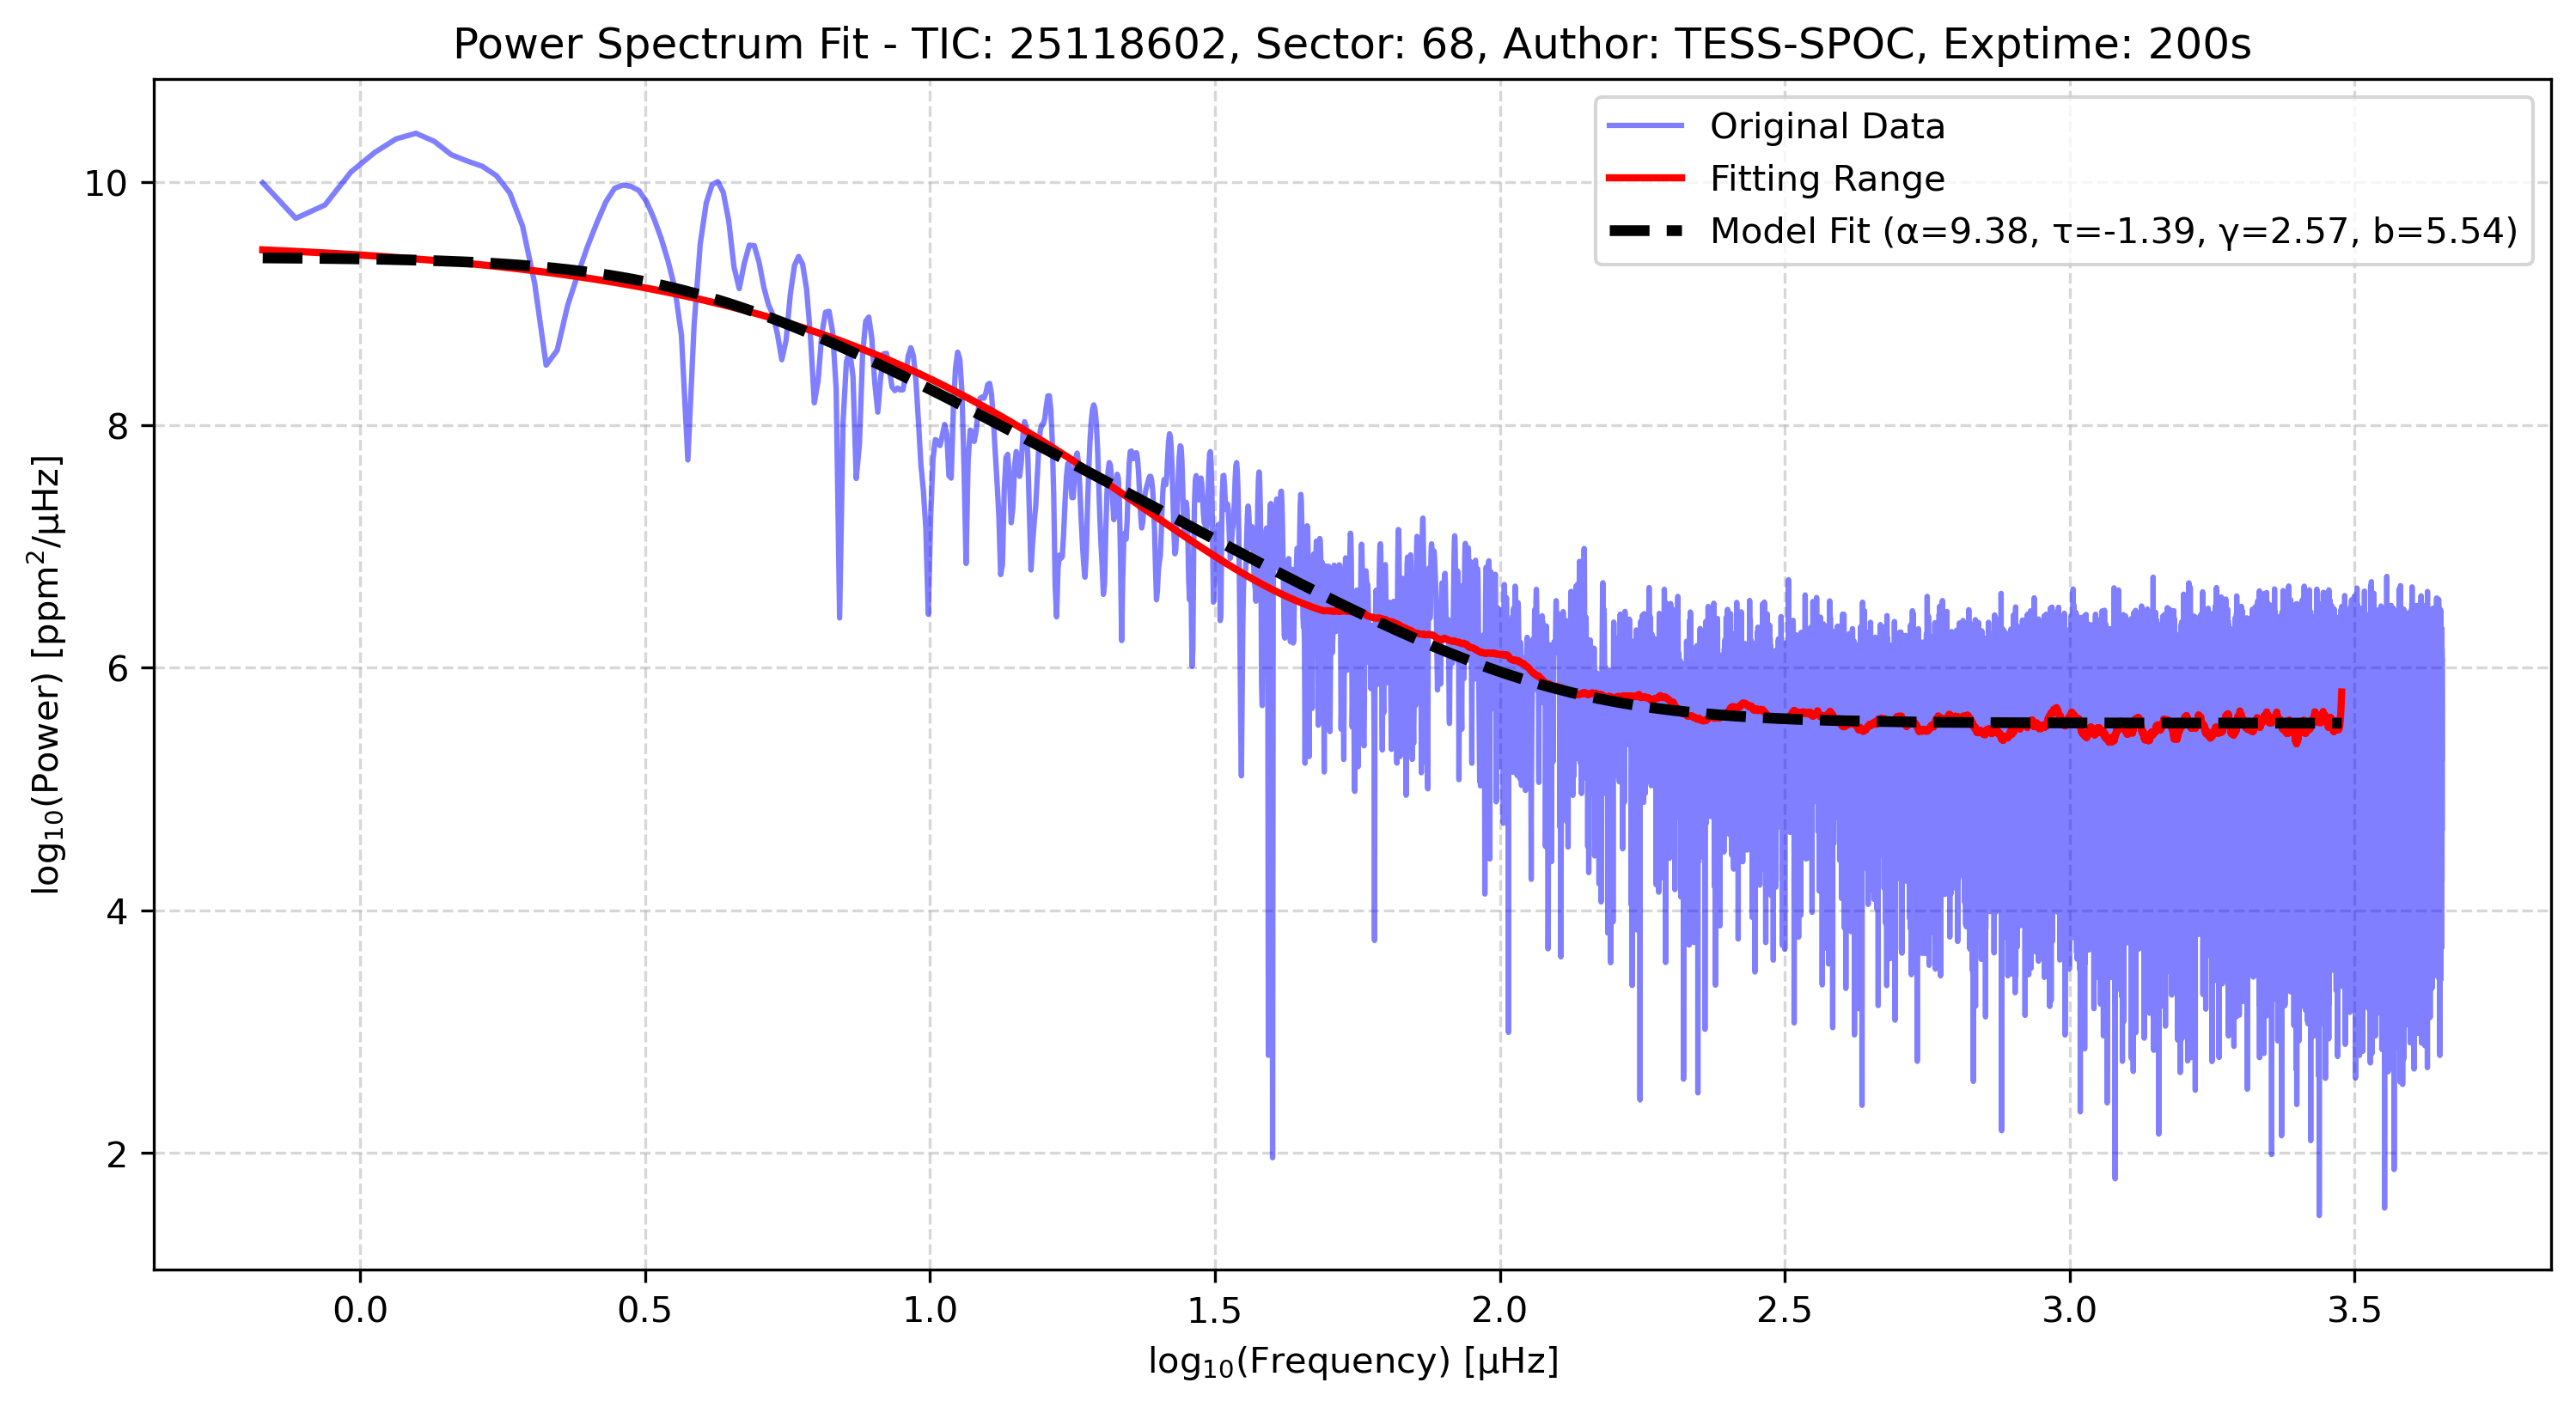 Power Spectrum Fit - TIC: 25118602, Sector: 68, Author: TESS-SPOC, Exptime: 200s
Original Data
Fitting Range
Model Fit (α=9.38, τ=-1.39, γ=2.57, b=5.54)
log₁₀(Power) [ppm²/μHz]
10
8
6
4
2
0.0 0.5 1.0 1.5 2.0 2.5 3.0 3.5
log₁₀(Frequency) [μHz]